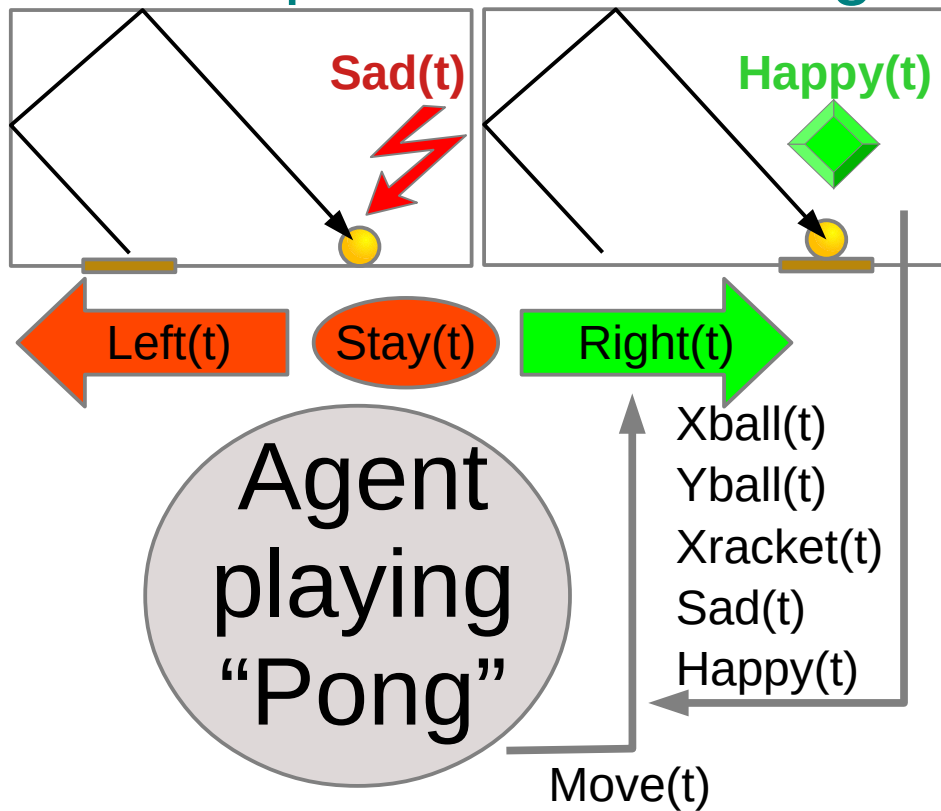 Sad(t)
Happy(t)
Left(t)
Stay(t)
Right(t)
Xball(t)
Yball(t)
Xracket(t)
Sad(t)
Happy(t)
Agent
playing
“Pong”
Move(t)